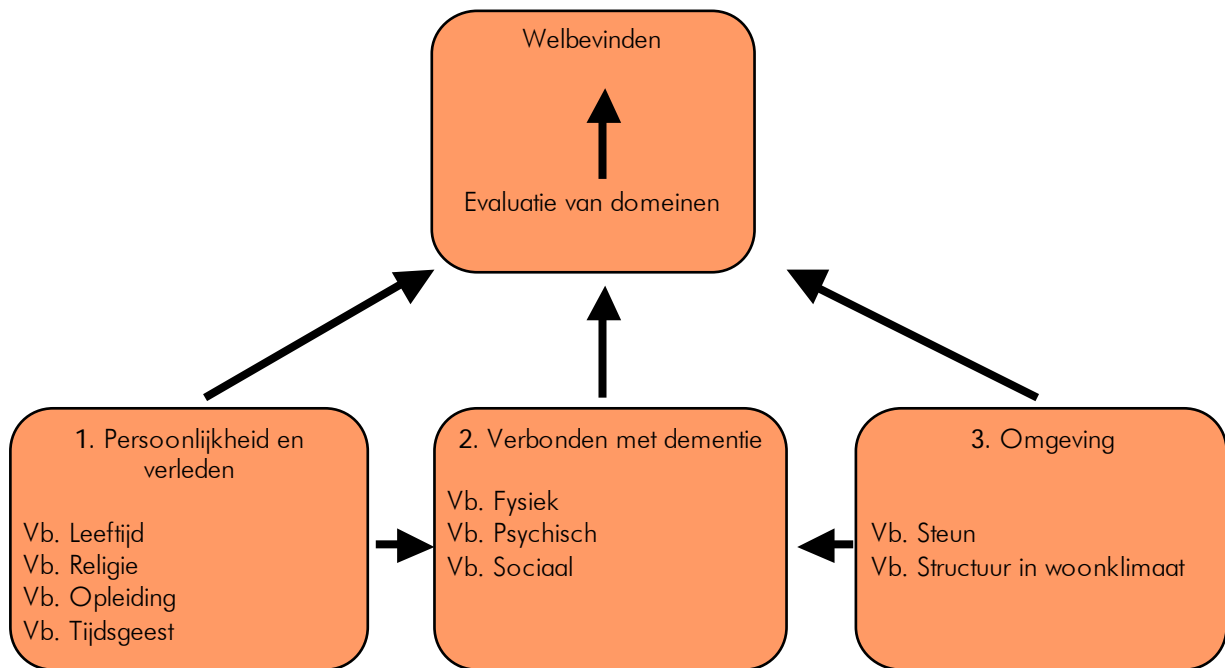 Welbevinden
Evaluatie van domeinen
1. Persoonlijkheid en
verleden
Vb. Leeftijd
Vb. Religie
Vb. Opleiding
Vb. Tijdsgeest
2. Verbonden met dementie
Vb. Fysiek
Vb. Psychisch
Vb. Sociaal
3. Omgeving
Vb. Steun
Vb. Structuur in woonklimaat